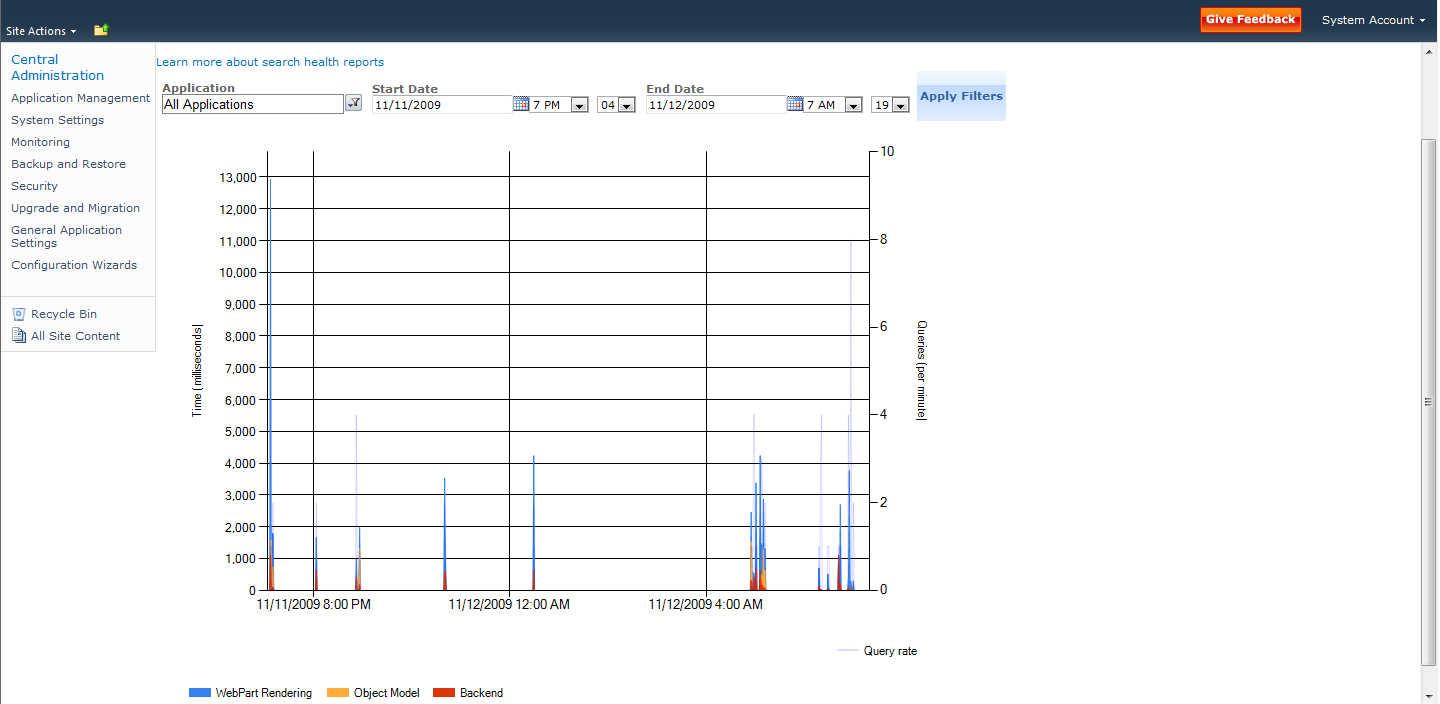 Site Actions
Give Feedback
System Account
Central
Administration
Application Management
System Settings
Monitoring
Backup and Restore
Security
Upgrade and Migration
General Application
Settings
Configuration Wizards
Recycle Bin
All Site Content
Learn more about search health reports
Application Start Date End Date
All Applications 11/11/2009 7 PM 04 11/12/2009 7 AM 19 Apply Filters
10
13,000
12,000
11,000 8
10,000
9,000
8,000 6
7,000
6,000
5,000 4
4,000
3,000
2,000 2
1,000
0 0
Time (milliseconds)
Queries (per minute)
11/11/2009 8:00 PM 11/12/2009 12:00 AM 11/12/2009 4:00 AM
Query rate
WebPart Rendering Object Model Backend